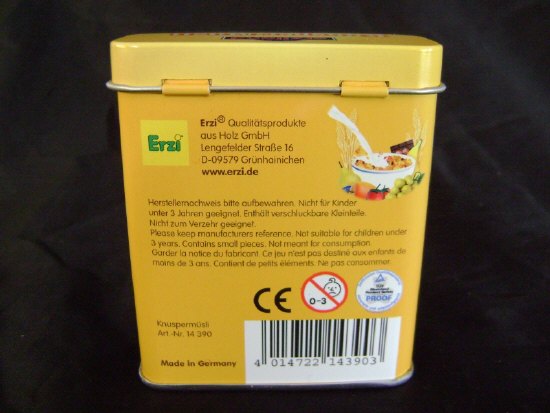 Erzi
Erzi® Qualitätsprodukte
aus Holz GmbH
Lengefelder Straße 16
D-09579 Grünhainichen
www.erzi.de
Herstellernachweis bitte aufbewahren. Nicht für Kinder
unter 3 Jahren geeignet. Enthält verschluckbare Kleinteile.
Nicht zum Verzehr geeignet.
Please keep manufacturers reference. Not suitable for children under
3 years. Contains small pieces. Not meant for consumption.
Garder la notice du fabricant. Ce jeu n'est pas destiné aux enfants de
moins de 3 ans. Contient de petits éléments. Ne pas consommer.
CE
0-3
TÜV
PROOF
Knuspermüsli
Art.-Nr. 14 390
Made in Germany
4 014722 143903